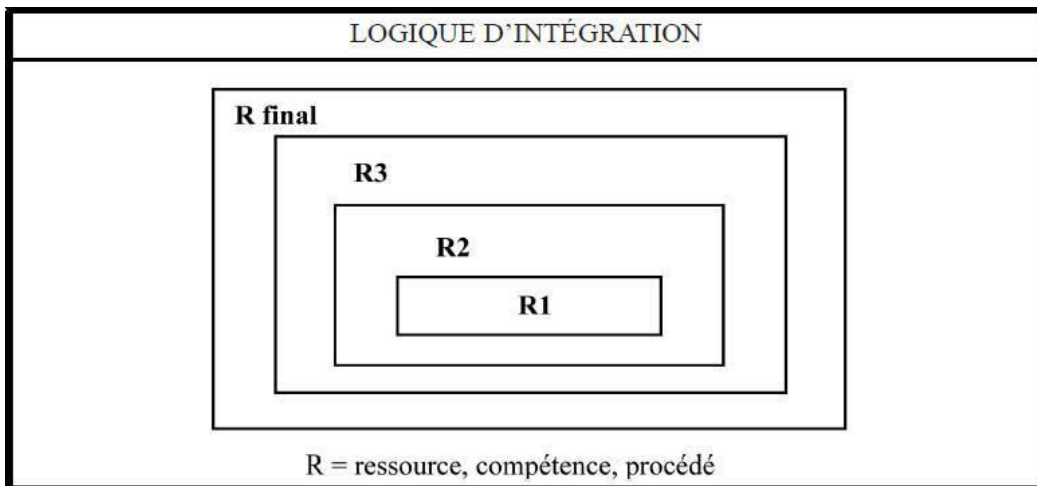 LOGIQUE D'INTÉGRATION
R final
R3
R2
R1
R = ressource, compétence, procédé